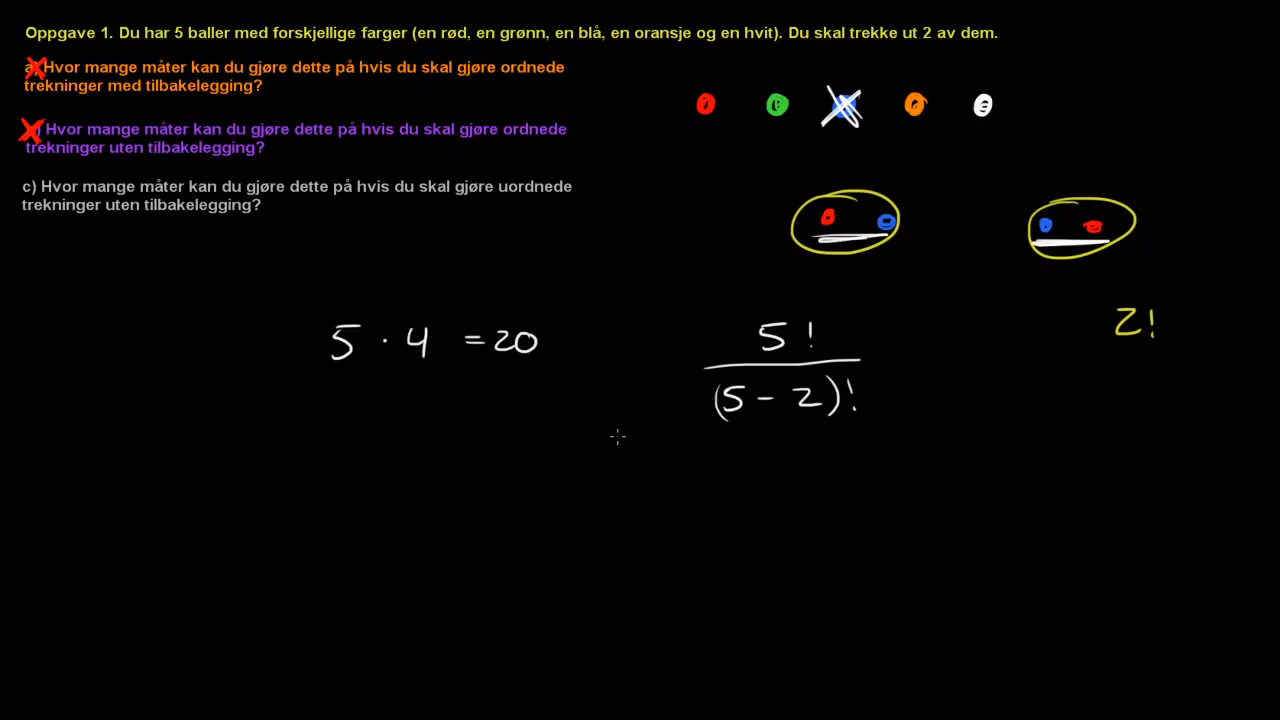 Oppgave 1. Du har 5 baller med forskjellige farger (en rød, en grønn, en blå, en oransje og en hvit). Du skal trekke ut 2 av dem.
Hvor mange måter kan du gjøre dette på hvis du skal gjøre ordnede
trekninger med tilbakelegging?
Hvor mange måter kan du gjøre dette på hvis du skal gjøre ordnede
trekninger uten tilbakelegging?
c) Hvor mange måter kan du gjøre dette på hvis du skal gjøre uordnede
trekninger uten tilbakelegging?
5 · 4 = 20
5!
(5 - 2)!
2!